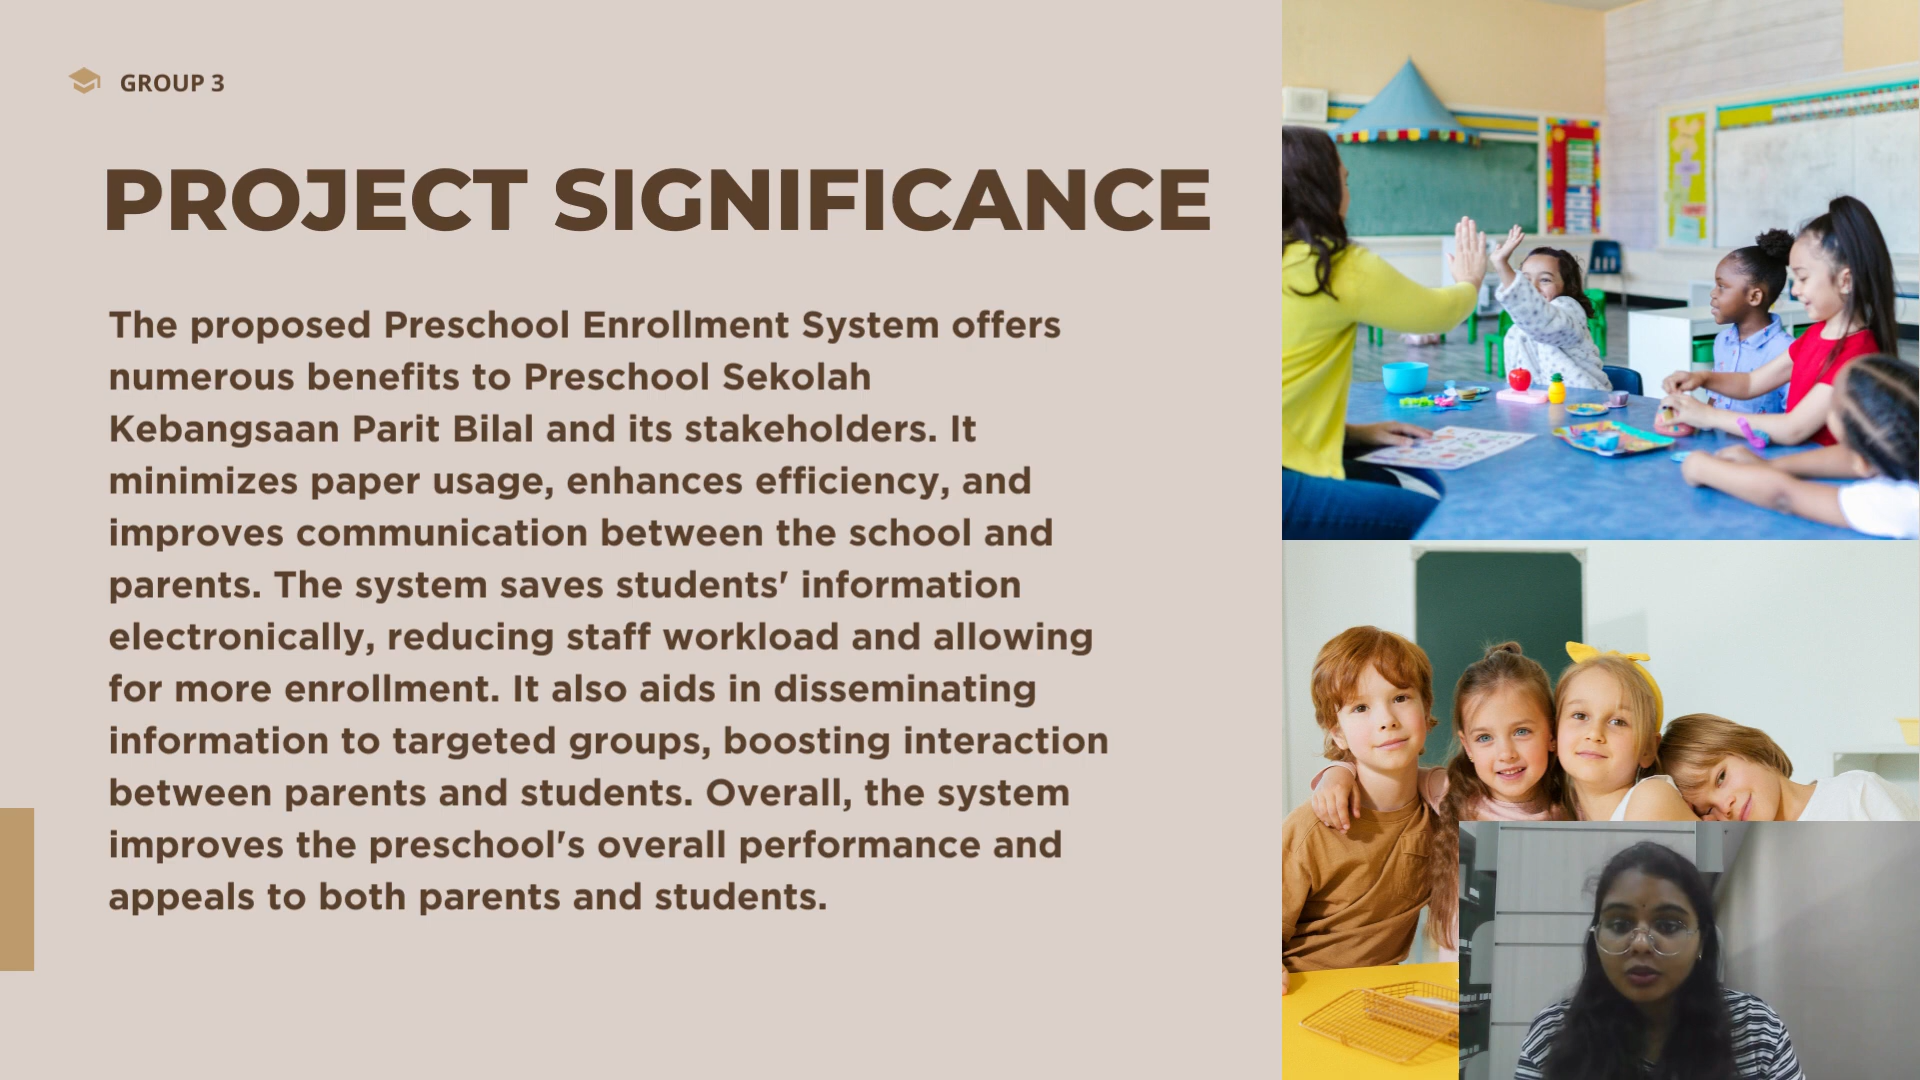 GROUP 3
PROJECT SIGNIFICANCE
The proposed Preschool Enrollment System offers
numerous benefits to Preschool Sekolah
Kebangsaan Parit Bilal and its stakeholders. It
minimizes paper usage, enhances efficiency, and
improves communication between the school and
parents. The system saves students' information
electronically, reducing staff workload and allowing
for more enrollment. It also aids in disseminating
information to targeted groups, boosting interaction
between parents and students. Overall, the system
improves the preschool's overall performance and
appeals to both parents and students.